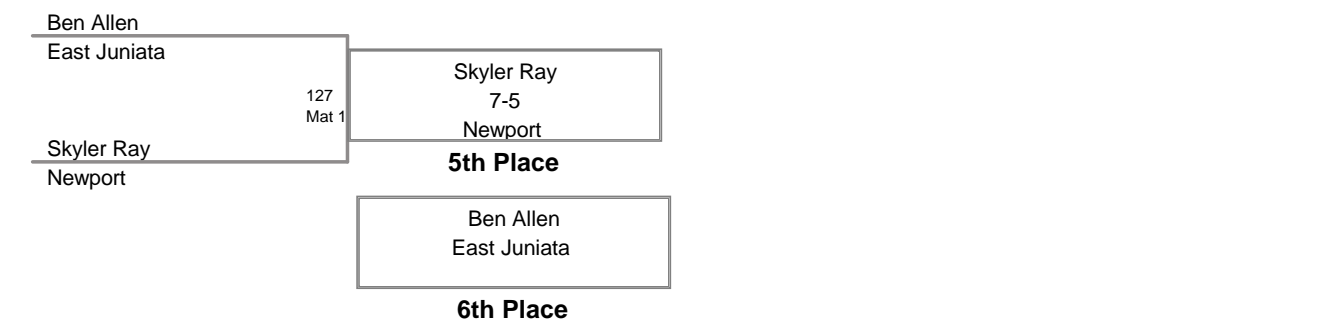 Ben Allen
East Juniata
127
Mat 1
Skyler Ray
Newport
Skyler Ray
7-5
Newport
5th Place
Ben Allen
East Juniata
6th Place